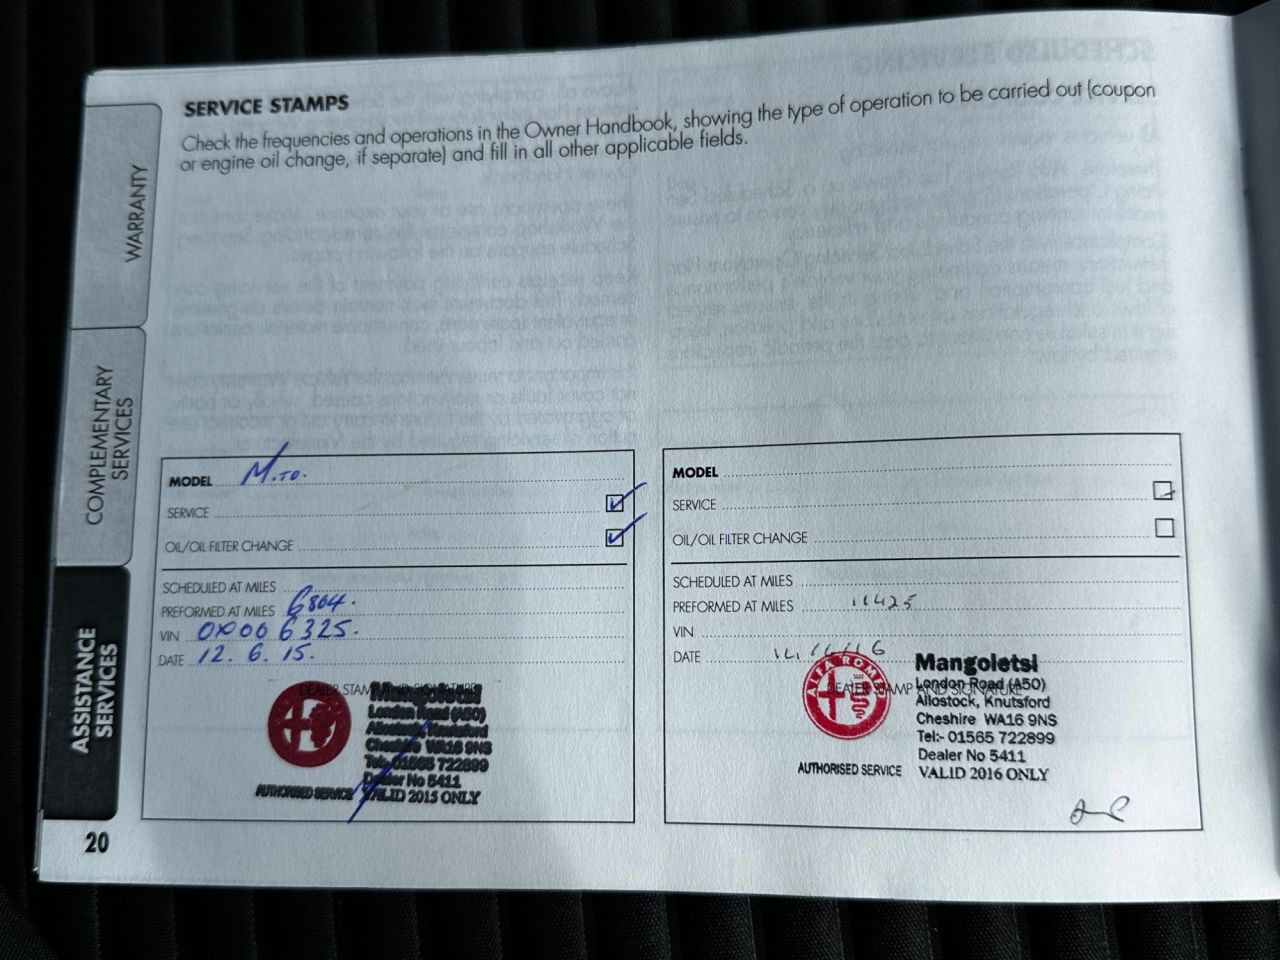 SERVICE STAMPS
Check the frequencies and operations in the Owner Handbook, showing the type of operation to be carried out (coupon
or engine oil change, if separate) and fill in all other applicable fields.
WARRANTY
COMPLEMENTARY
SERVICES
ASSISTANCE
SERVICES
MODEL M.TO.
SERVICE
OIL/OIL FILTER CHANGE
SCHEDULED AT MILES
PREFORMED AT MILES 6804.
VIN 0X006325.
DATE 12.6.15.
DEALER STAMP AND SIGNATURE
London Road (A50)
Allostock, Knutsford
Cheshire WA16 9NS
Tel:- 01565 722899
Dealer No 5411
AUTHORISED SERVICE
VALID 2015 ONLY
MODEL
SERVICE
OIL/OIL FILTER CHANGE
SCHEDULED AT MILES
PREFORMED AT MILES 11425
VIN
DATE
DEALER STAMP AND SIGNATURE
ALFA ROMEO
Mangoletsi
London Road (A50)
Allostock, Knutsford
Cheshire WA16 9NS
Tel:- 01565 722899
Dealer No 5411
AUTHORISED SERVICE
VALID 2016 ONLY
20